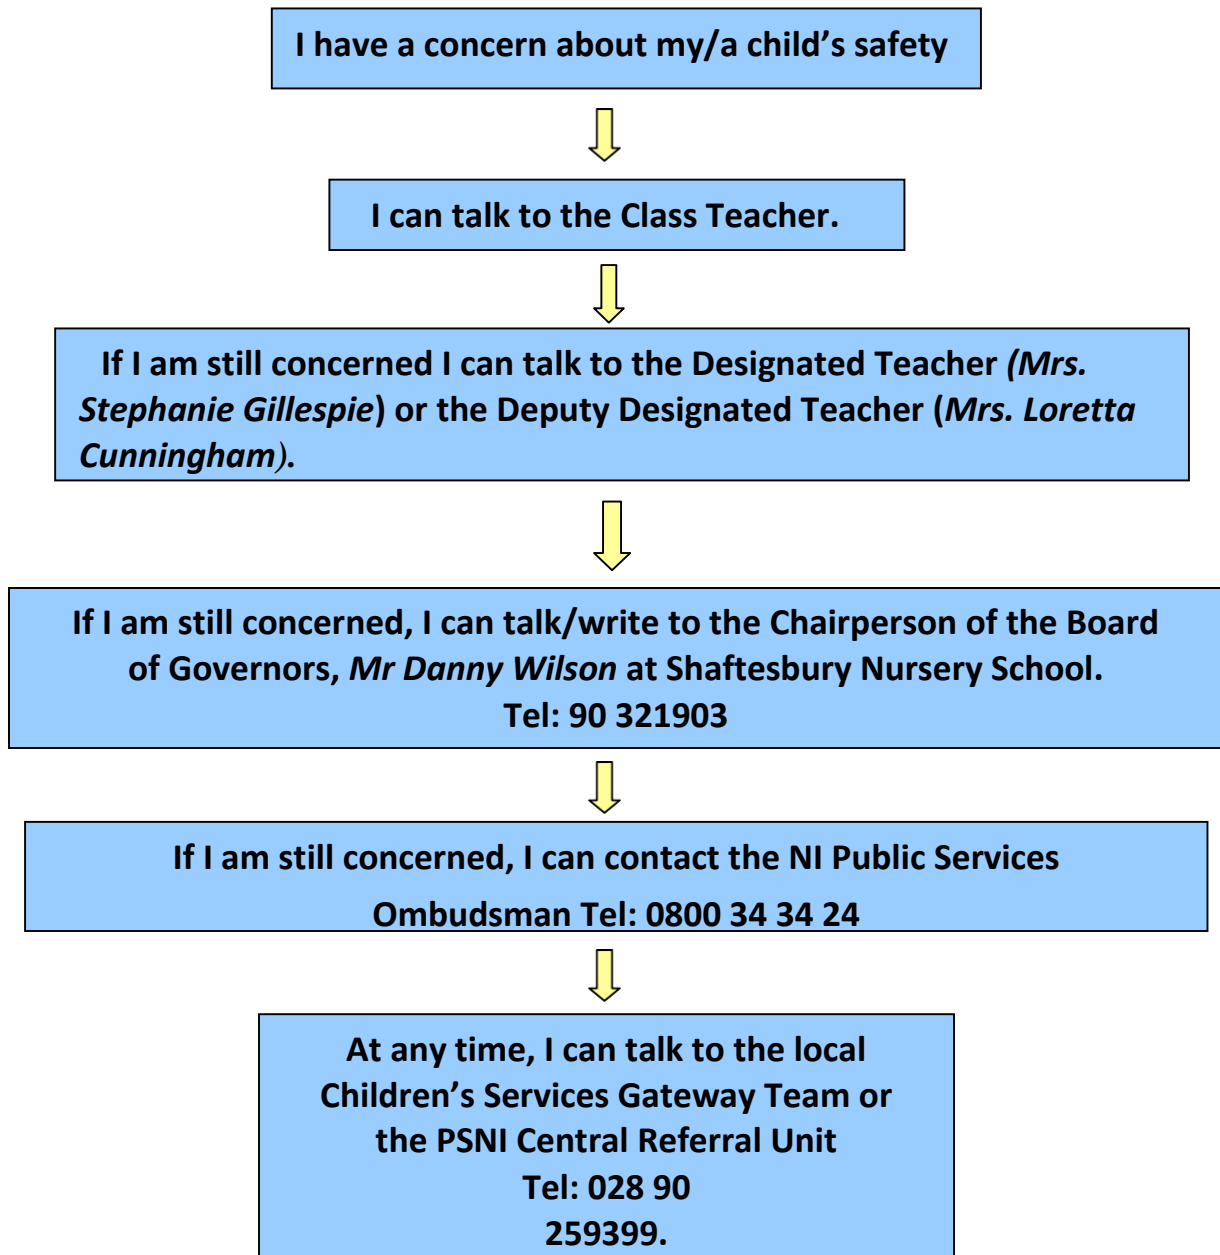 I have a concern about my/a child’s safety
I can talk to the Class Teacher.
If I am still concerned I can talk to the Designated Teacher (Mrs.
Stephanie Gillespie) or the Deputy Designated Teacher (Mrs. Loretta
Cunningham).
If I am still concerned, I can talk/write to the Chairperson of the Board
of Governors, Mr Danny Wilson at Shaftesbury Nursery School.
Tel: 90 321903
If I am still concerned, I can contact the NI Public Services
Ombudsman Tel: 0800 34 34 24
At any time, I can talk to the local
Children’s Services Gateway Team or
the PSNI Central Referral Unit
Tel: 028 90
259399.